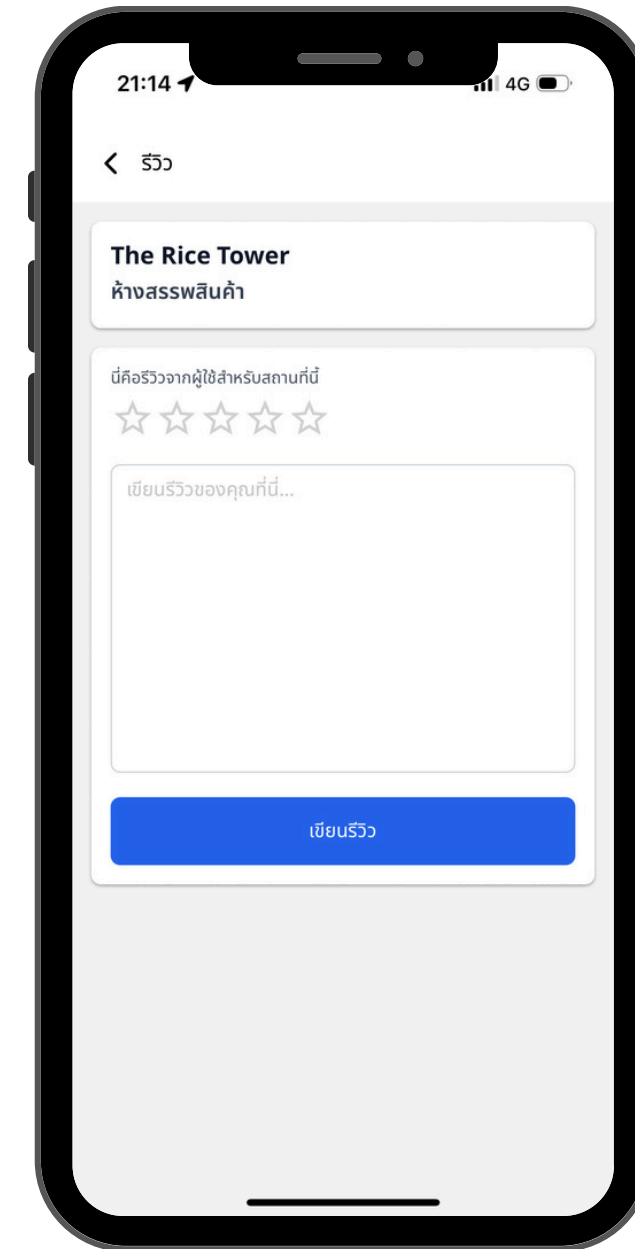 21:14
4G
รีวิว
The Rice Tower
ห้างสรรพสินค้า
นี่คือรีวิวจากผู้ใช้สำหรับสถานที่นี้
เขียนรีวิวของคุณที่นี่...
เขียนรีวิว